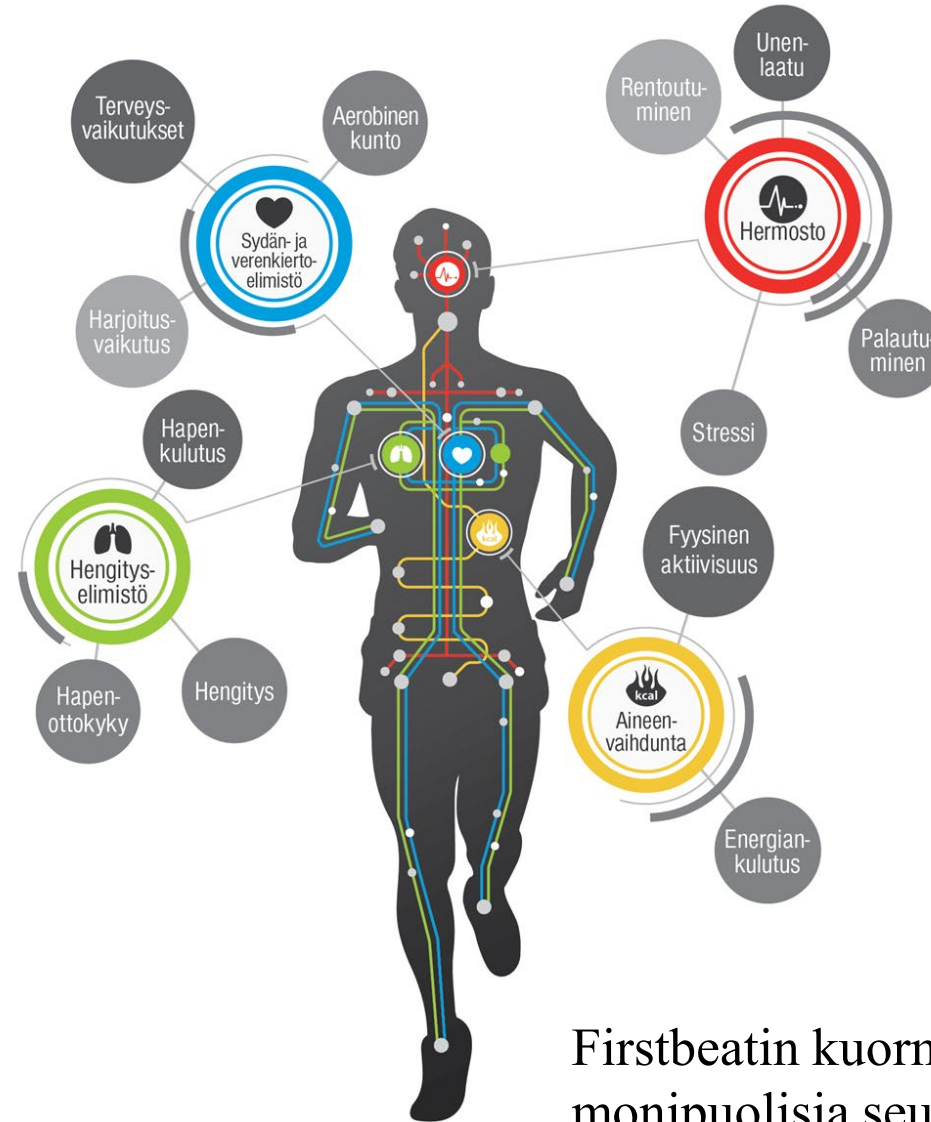 Unen-
laatu
Rentoutu-
minen
Hermosto
Palautu-
minen
Stressi
Terveys-
vaikutukset
Aerobinen
kunto
Sydän- ja
verenkierto-
elimistö
Harjoitus-
vaikutus
Hapen-
kulutus
Hengitys-
elimistö
Hapen-
ottokyky
Hengitys
kcal
Fyysinen
aktiivisuus
kcal
Aineen-
vaihdunta
Energian-
kulutus
Firstbeatin
monipuolisia